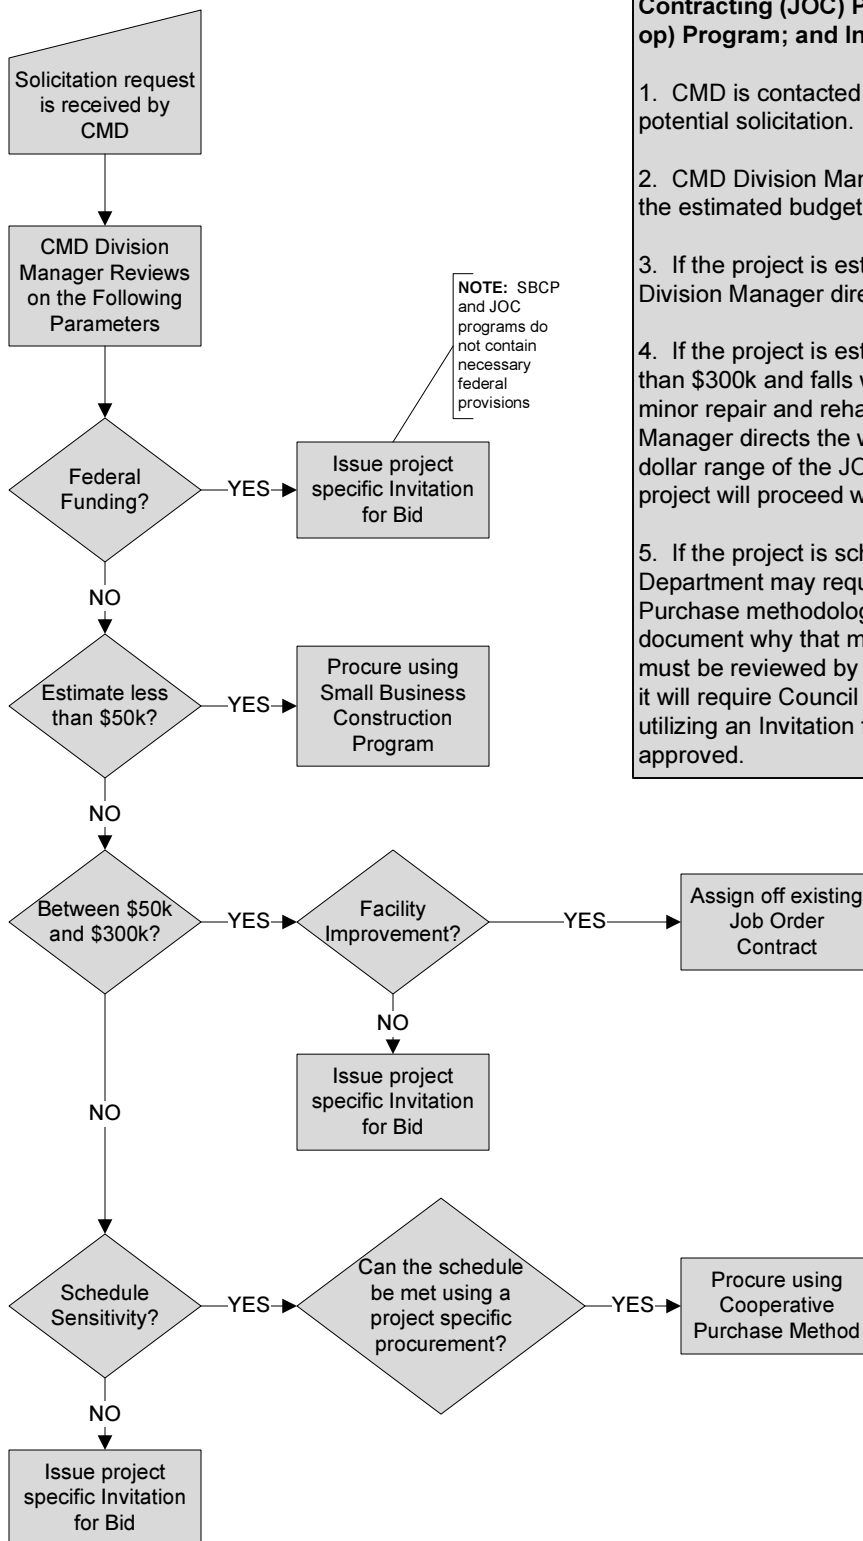 Solicitation request
is received by
CMD
CMD Division
Manager Reviews
on the Following
Parameters
NOTE: SBCP
and JOC
programs do
not contain
necessary
federal
provisions
Federal
Funding?
YES
Issue project
specific Invitation
for Bid
NO
Estimate less
than $50k?
YES
Procure using
Small Business
Construction
Program
NO
Between $50k
and $300k?
YES
Facility
Improvement?
YES
Assign off existing
Job Order
Contract
NO
Issue project
specific Invitation
for Bid
NO
Schedule
Sensitivity?
YES
Can the schedule
be met using a
project specific
procurement?
YES
Procure using
Cooperative
Purchase Method
NO
Issue project
specific Invitation
for Bid
Contracting (JOC) P
op) Program; and In
1. CMD is contacted
potential solicitation.
2. CMD Division Mar
the estimated budget
3. If the project is est
Division Manager dire
4. If the project is est
than $300k and falls w
minor repair and reha
Manager directs the w
dollar range of the JO
project will proceed w
5. If the project is sch
Department may requ
Purchase methodolog
document why that m
must be reviewed by
it will require Council
utilizing an Invitation
approved.